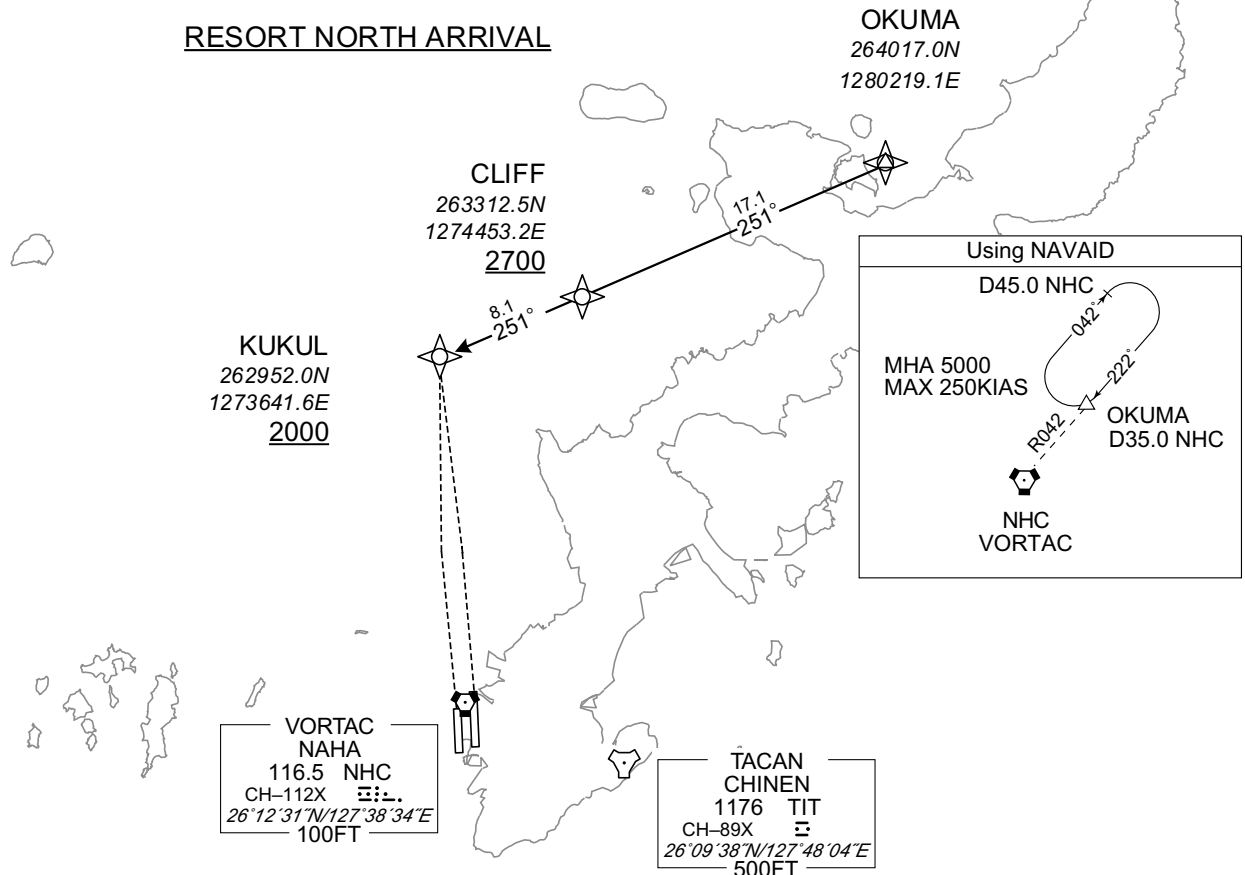 RESORT NORTH ARRIVAL
OKUMA
264017.0N
1280219.1E
CLIFF
263312.5N
1274453.2E
2700
17.1
251°
8.1
251°
KUKUL
262952.0N
1273641.6E
2000
Using NAVAID
D45.0 NHC
042°
222°
MHA 5000
MAX 250KIAS
OKUMA
D35.0 NHC
R042
NHC
VORTAC
VORTAC
NAHA
116.5 NHC
CH–112X
26°12′31″N/127°38′34″E
100FT
TACAN
CHINEN
1176 TIT
CH–89X
26°09′38″N/127°48′04″E
500FT